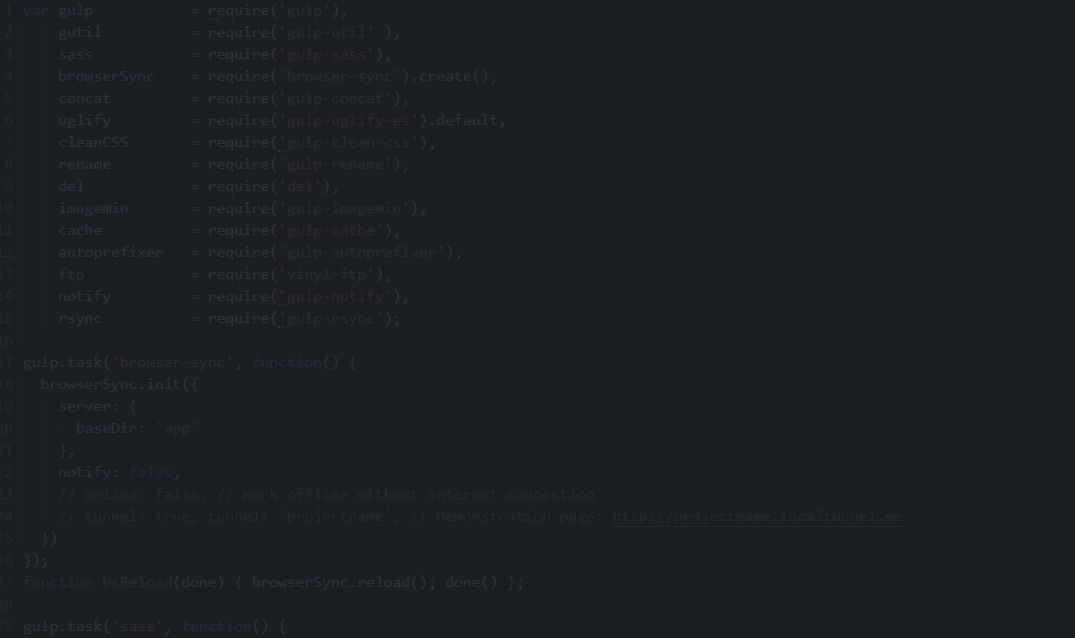 1 var gulp = require('gulp'),
2 gutil = require('gulp-util' ),
3 sass = require('gulp-sass'),
4 browserSync = require('browser-sync').create(),
5 concat = require('gulp-concat'),
6 uglify = require('gulp-uglify-es').default,
7 cleanCSS = require('gulp-clean-css'),
8 rename = require('gulp-rename'),
9 del = require('del'),
10 imagemin = require('gulp-imagemin'),
11 cache = require('gulp-cache'),
12 autoprefixer = require('gulp-autoprefixer'),
13 ftp = require('vinyl-ftp'),
14 notify = require("gulp-notify"),
15 rsync = require('gulp-rsync');
16
17 gulp.task('browser-sync', function() {
18 browserSync.init({
19 server: {
20 baseDir: 'app'
21 },
22 notify: false,
23 // online: false, // Work offline without internet connection
24 // tunnel: true, tunnel: 'projectname', // Demonstration page: http://projectname.localtunnel.me
25 })
26 });
27 function bsReload(done) { browserSync.reload(); done() };
28
29 gulp.task('sass', function() {